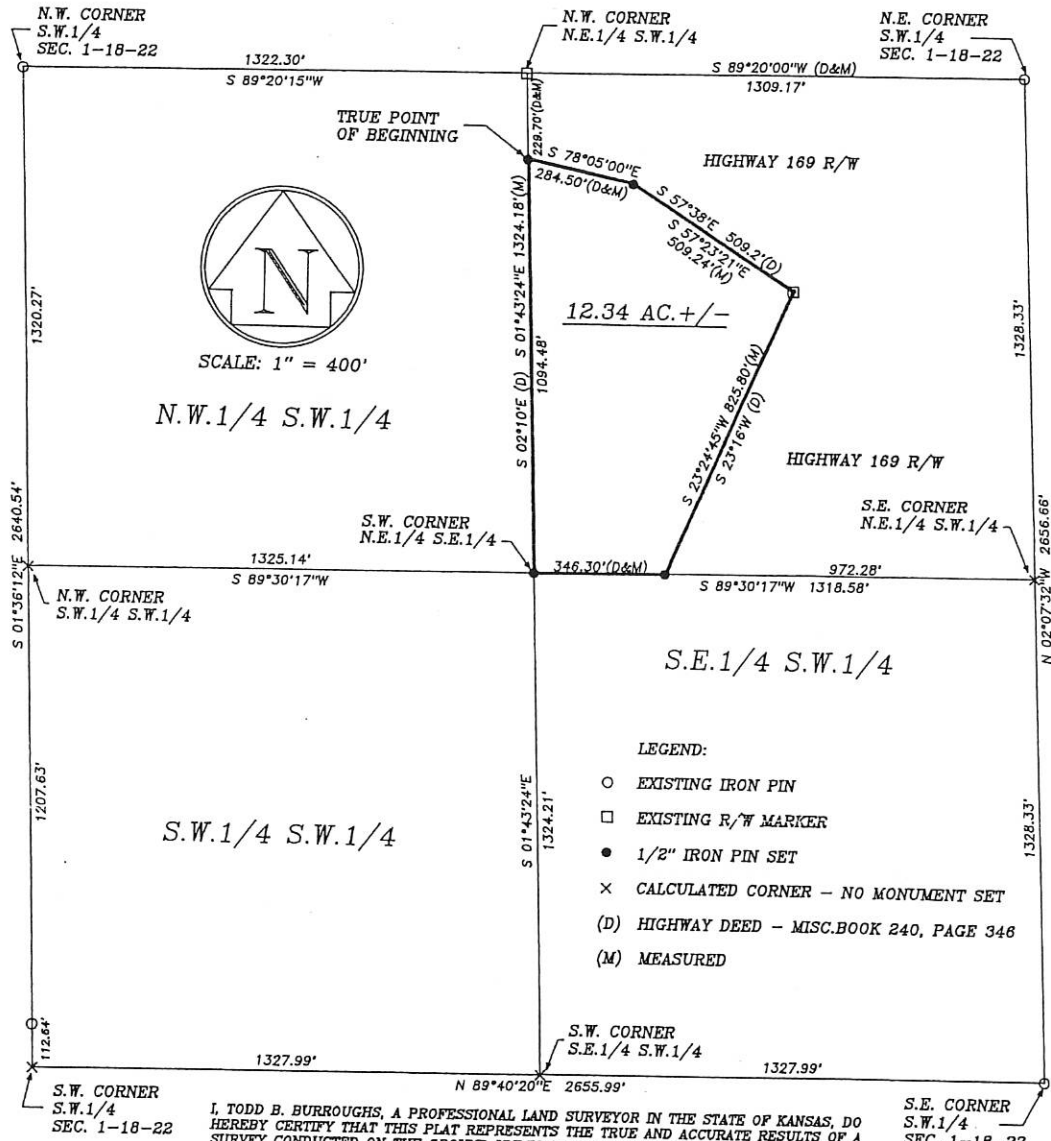 N.W. CORNER
S.W.1/4
SEC. 1-18-22
N.W. CORNER
N.E.1/4 S.W.1/4
N.E. CORNER
S.W.1/4
SEC. 1-18-22
1322.30'
S 89°20'15"W
S 89°20'00"W (D&M)
1309.17'
TRUE POINT
OF BEGINNING
229.70'(D&M)
S 78°05'00"E
284.50'(D&M)
HIGHWAY 169 R/W
S 57°38'E 509.2'(D)
S 57°23'21"E
509.24'(M)
N
SCALE: 1" = 400'
12.34 AC.+/-
1320.27'
S 02°10'E (D) S 01°43'24"E 1324.18'(M)
1094.48'
1328.33'
N.W.1/4 S.W.1/4
S 23°24'45"W 825.80'(M)
S 23°16'W (D)
HIGHWAY 169 R/W
S.W. CORNER
N.E.1/4 S.E.1/4
S.E. CORNER
N.E.1/4 S.W.1/4
S 01°36'12"E 2640.54'
1325.14'
S 89°30'17"W
346.30'(D&M)
972.28'
S 89°30'17"W 1318.58'
N 02°07'32"W 2656.66'
N.W. CORNER
S.W.1/4 S.W.1/4
S.E.1/4 S.W.1/4
LEGEND:
○ EXISTING IRON PIN
□ EXISTING R/W MARKER
● 1/2" IRON PIN SET
× CALCULATED CORNER – NO MONUMENT SET
(D) HIGHWAY DEED – MISC.BOOK 240, PAGE 346
(M) MEASURED
1207.63'
S.W.1/4 S.W.1/4
S 01°43'24"E
1324.21'
1328.33'
112.64'
S.W. CORNER
S.E.1/4 S.W.1/4
1327.99'
1327.99'
N 89°40'20"E 2655.99'
S.W. CORNER
S.W.1/4
SEC. 1-18-22
S.E. CORNER
S.W.1/4
SEC. 1-18-22
I, TODD B. BURROUGHS, A PROFESSIONAL LAND SURVEYOR IN THE STATE OF KANSAS, DO
HEREBY CERTIFY THAT THIS PLAT REPRESENTS THE TRUE AND ACCURATE RESULTS OF A
SURVEY CONDUCTED ON THE